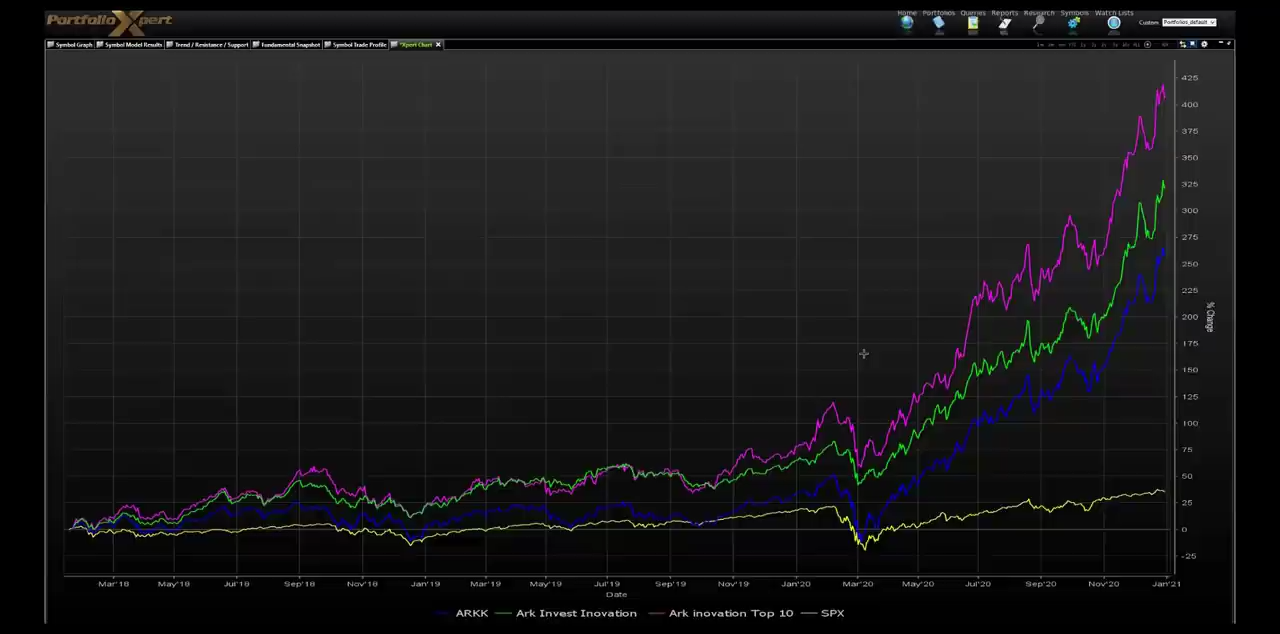 PortfolioXpert
Home Portfolios Queries Reports Research Symbols Watch Lists
Custom Portfolios_default
Symbol Graph Symbol Model Results Trend / Resistance / Support Fundamental Snapshot Symbol Trade Profile *Xpert Chart
425
400
375
350
325
300
275
250
225
200
175
150
125
100
75
50
25
0
-25
% Change
Mar'18 May'18 Jul'18 Sep'18 Nov'18 Jan'19 Mar'19 May'19 Jul'19 Sep'19 Nov'19 Jan'20 Mar'20 May'20 Jul'20 Sep'20 Nov'20 Jan'21
Date
ARKK Ark Invest Inovation Ark inovation Top 10 SPX